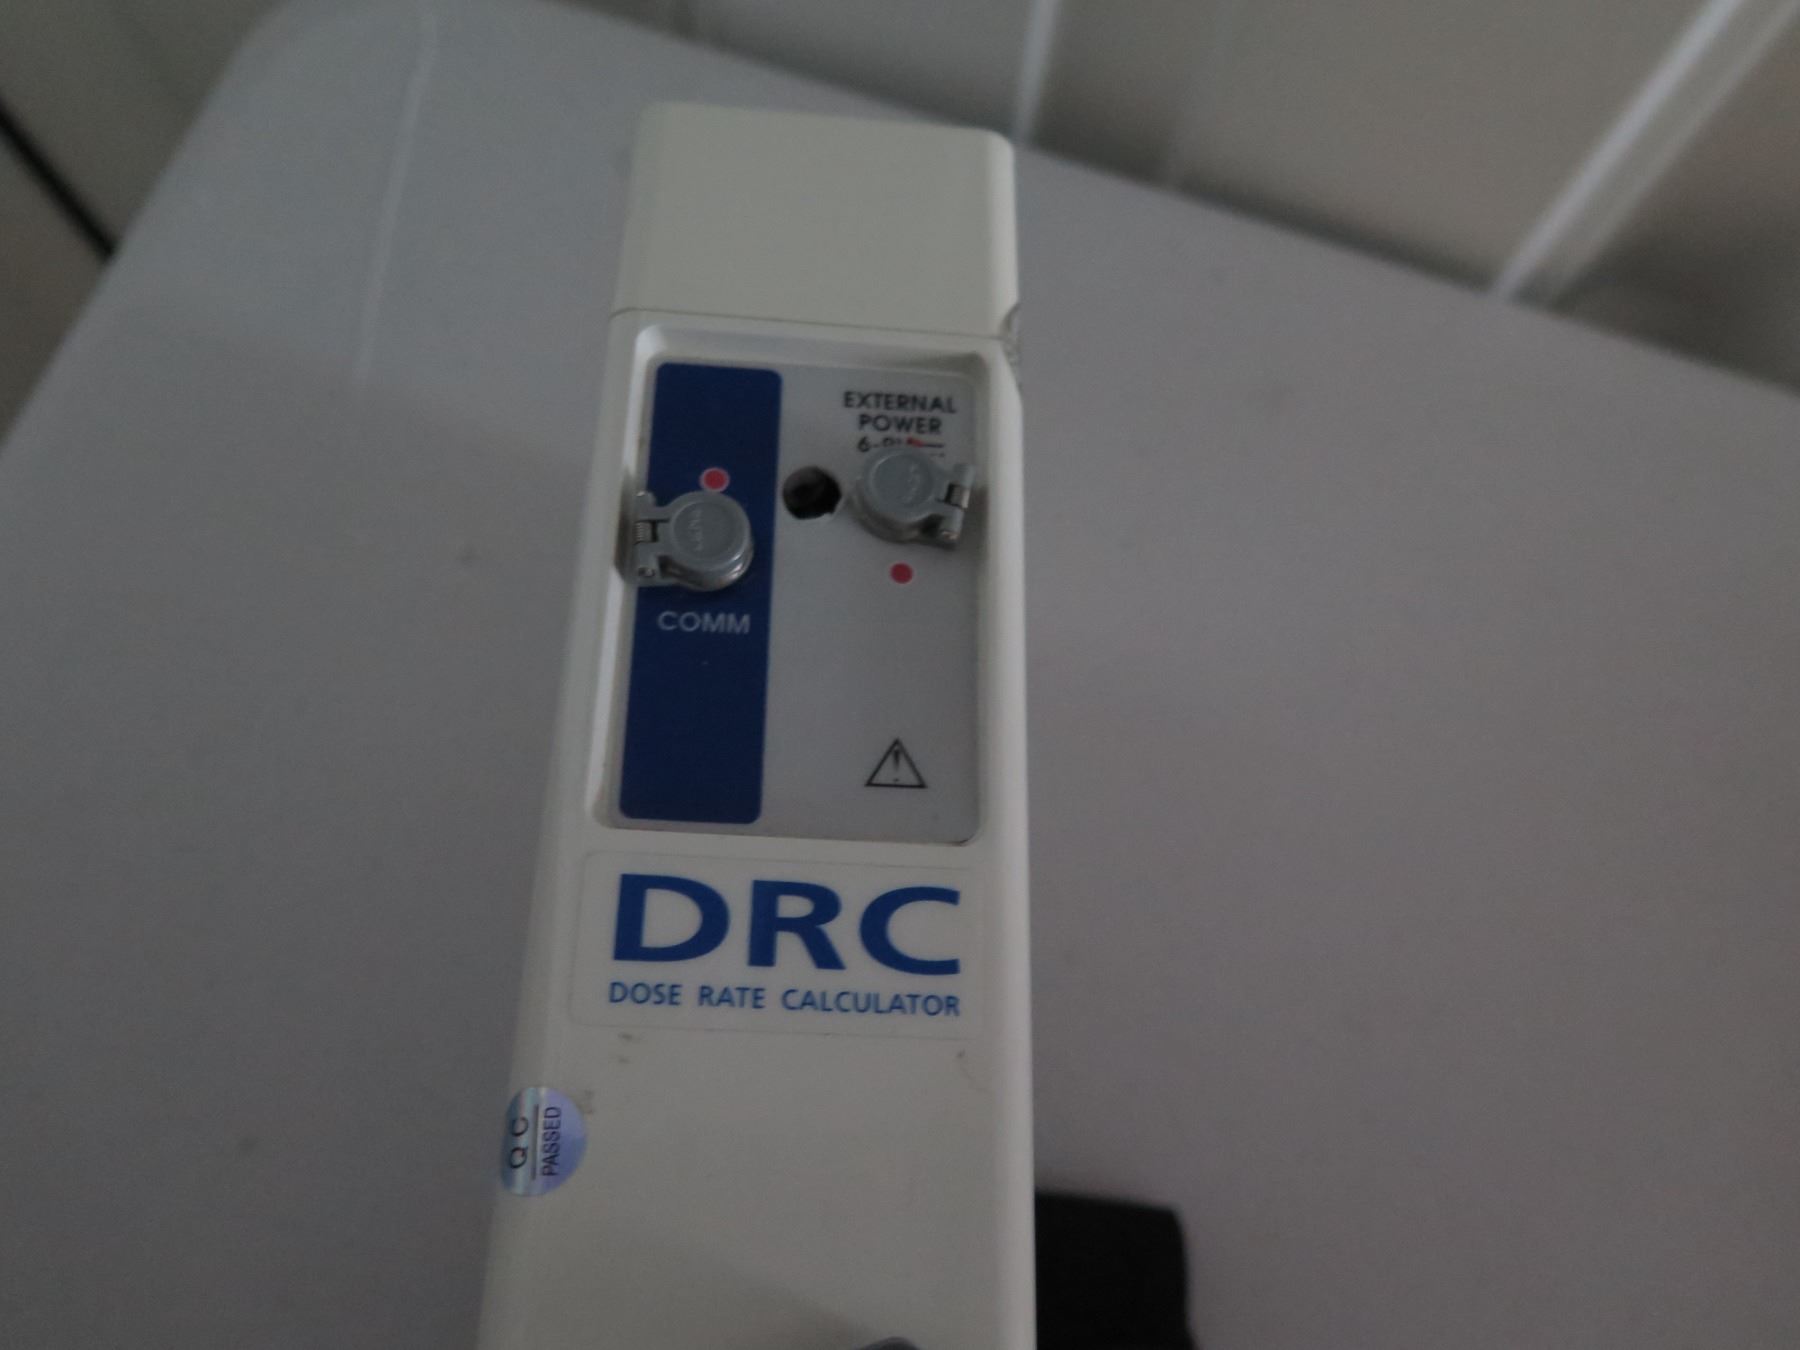 EXTERNAL
POWER
COMM
DRC
DOSE RATE CALCULATOR
QC
PASSED